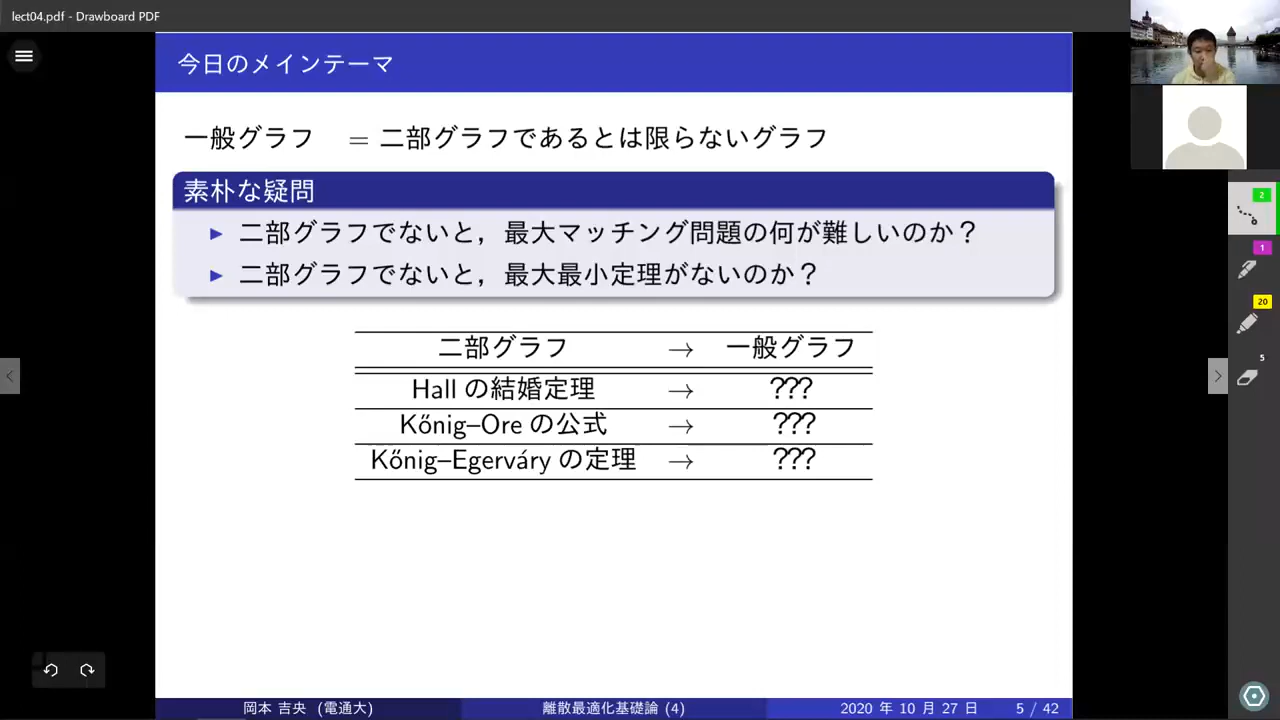 lect04.pdf - Drawboard PDF
今日のメインテーマ
一般グラフ = 二部グラフであるとは限らないグラフ
素朴な疑問
▶ 二部グラフでないと，最大マッチング問題の何が難しいのか？
▶ 二部グラフでないと，最大最小定理がないのか？
二部グラフ → 一般グラフ
Hall の結婚定理 → ???
Kőnig–Ore の公式 → ???
Kőnig–Egerváry の定理 → ???
2
1
20
5
岡本 吉央 (電通大) 離散最適化基礎論 (4) 2020 年 10 月 27 日 5 / 42